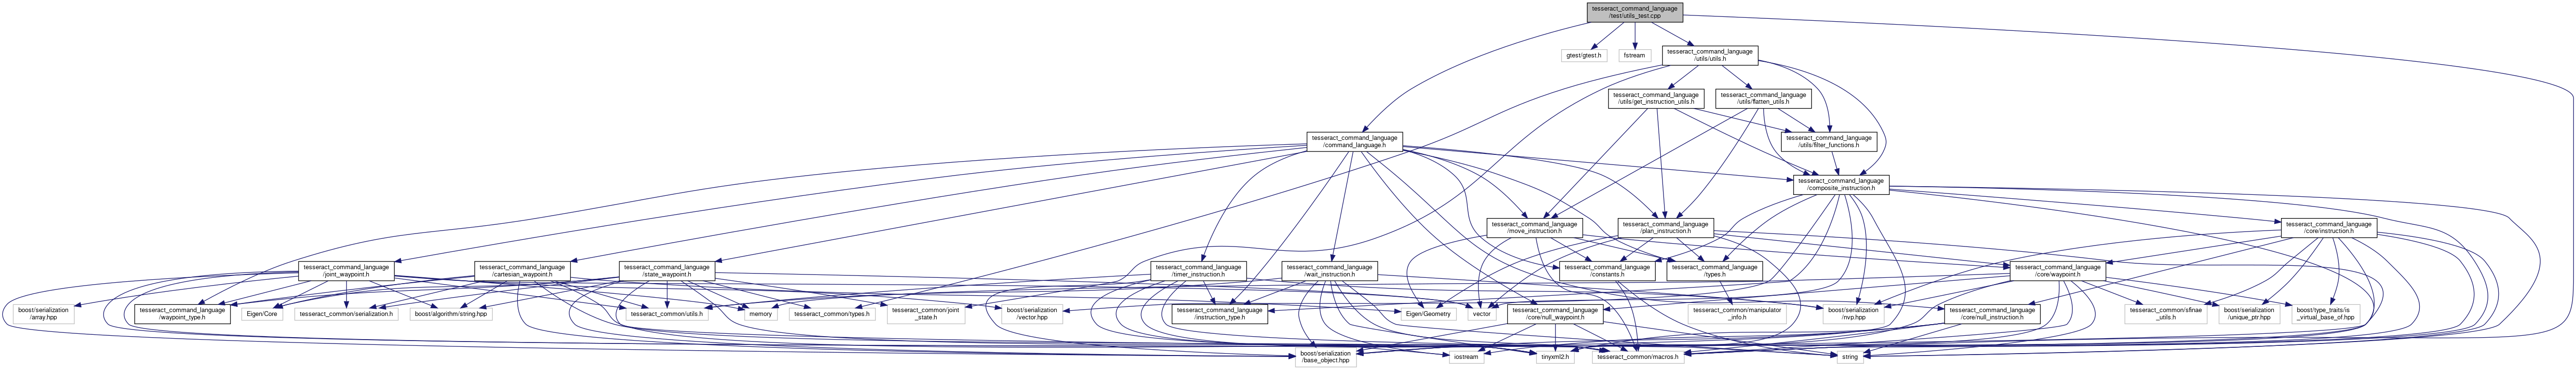 tesseract_command_language
/test/utils_test.cpp
gtest/gtest.h
fstream
tesseract_command_language
/utils/utils.h
tesseract_command_language
/utils/get_instruction_utils.h
tesseract_command_language
/utils/flatten_utils.h
tesseract_command_language
/command_language.h
tesseract_command_language
/utils/filter_functions.h
tesseract_command_language
/composite_instruction.h
tesseract_command_language
/move_instruction.h
tesseract_command_language
/plan_instruction.h
tesseract_command_language
/core/instruction.h
tesseract_command_language
/joint_waypoint.h
tesseract_command_language
/cartesian_waypoint.h
tesseract_command_language
/state_waypoint.h
tesseract_command_language
/timer_instruction.h
tesseract_command_language
/wait_instruction.h
tesseract_command_language
/constants.h
tesseract_command_language
/types.h
tesseract_command_language
/core/waypoint.h
boost/serialization
/array.hpp
tesseract_command_language
/waypoint_type.h
Eigen/Core
tesseract_common/serialization.h
boost/algorithm/string.hpp
tesseract_common/utils.h
memory
tesseract_common/types.h
tesseract_common/joint
_state.h
boost/serialization
/vector.hpp
tesseract_command_language
/instruction_type.h
Eigen/Geometry
vector
tesseract_command_language
/core/null_waypoint.h
tesseract_common/manipulator
_info.h
boost/serialization
/nvp.hpp
tesseract_command_language
/core/null_instruction.h
tesseract_common/sfinae
_utils.h
boost/serialization
/unique_ptr.hpp
boost/type_traits/is
_virtual_base_of.hpp
boost/serialization
/base_object.hpp
iostream
tinyxml2.h
tesseract_common/macros.h
string